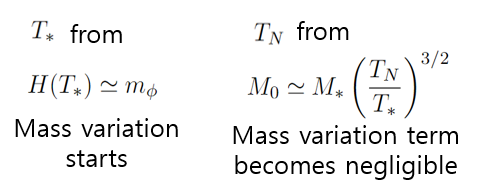 T_* from
H(T_*) ≃ m_ϕ
Mass variation
starts
T_N from
M_0 ≃ M_* (T_N / T_*)^{3/2}
Mass variation term
becomes negligible